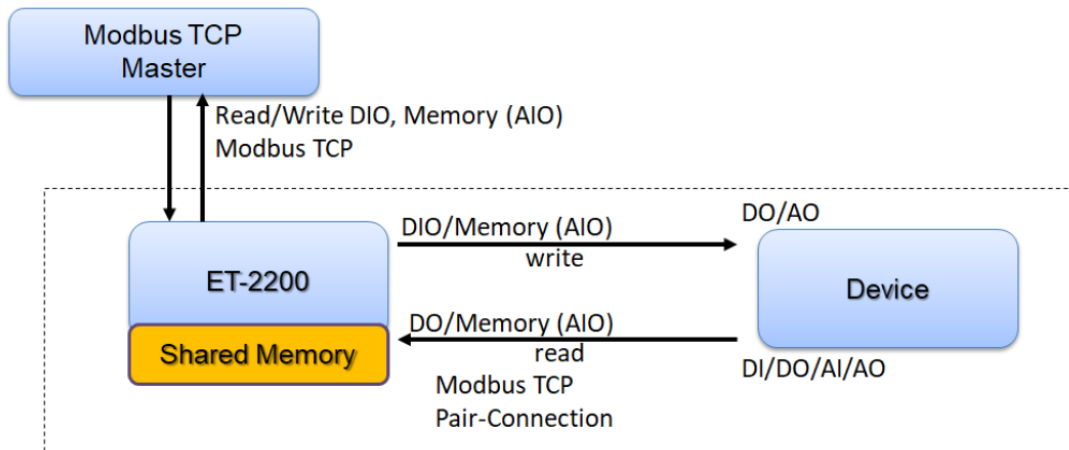 Modbus TCP
Master
Read/Write DIO, Memory (AIO)
Modbus TCP
DIO/Memory (AIO)
write
DO/AO
ET-2200
Device
Shared Memory
DO/Memory (AIO)
read
DI/DO/AI/AO
Modbus TCP
Pair-Connection